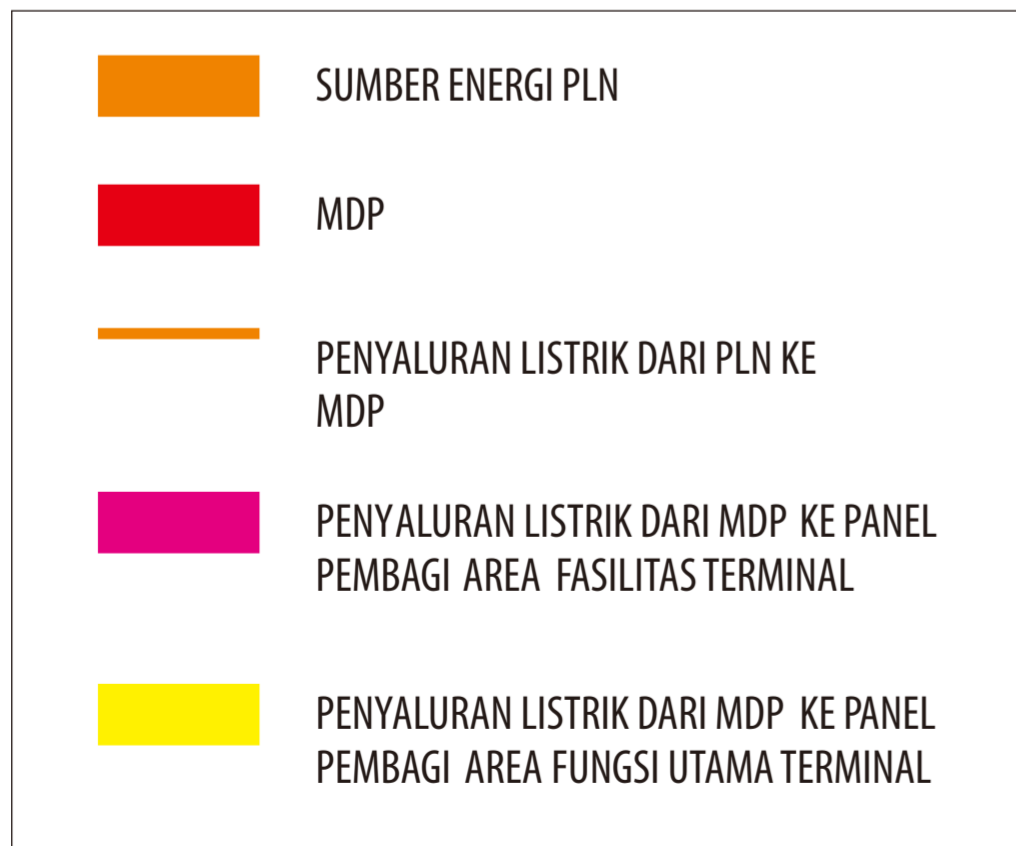 SUMBER ENERGI PLN
MDP
PENYALURAN LISTRIK DARI PLN KE
MDP
PENYALURAN LISTRIK DARI MDP KE PANEL
PEMBAGI AREA FASILITAS TERMINAL
PENYALURAN LISTRIK DARI MDP KE PANEL
PEMBAGI AREA FUNGSI UTAMA TERMINAL